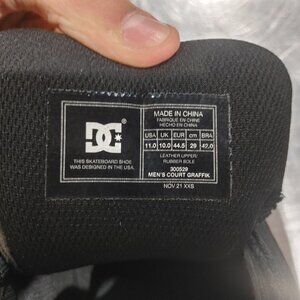 MADE IN CHINA
FABRIQUE EN CHINE
HECHO EN CHINA
USA UK EUR cm BRA
11.0 10.0 44.5 29 42.0
DC
THIS SKATEBOARD SHOE
WAS DESIGNED IN THE USA.
LEATHER UPPER/
RUBBER SOLE
300529
MEN'S COURT GRAFFIK
NOV 21 XXS